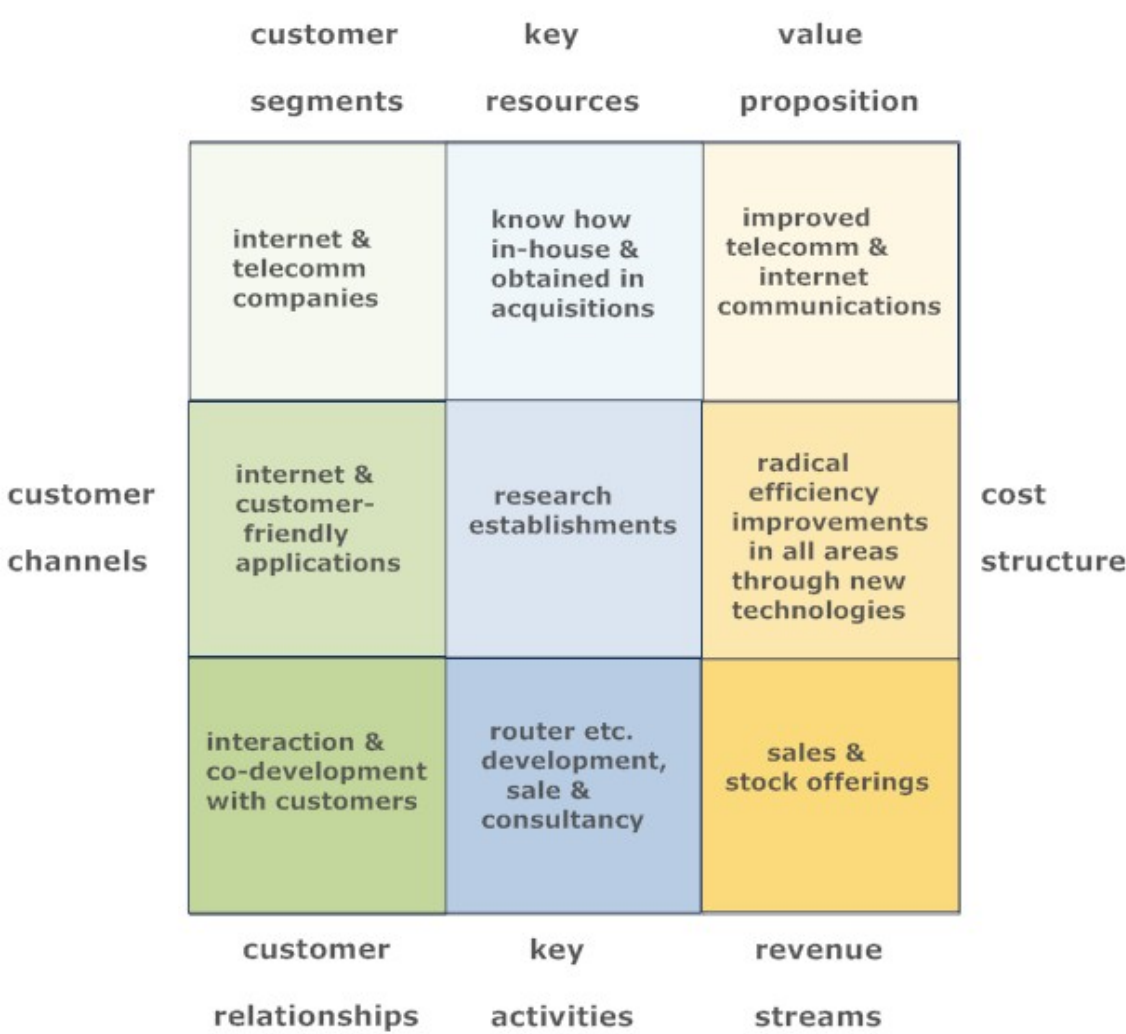 customer
segments
key
resources
value
proposition
internet &
telecomm
companies
know how
in-house &
obtained in
acquisitions
improved
telecomm &
internet
communications
customer
channels
internet &
customer-
friendly
applications
research
establishments
radical
efficiency
improvements
in all areas
through new
technologies
cost
structure
interaction &
co-development
with customers
router etc.
development,
sale &
consultancy
sales &
stock offerings
customer
relationships
key
activities
revenue
streams